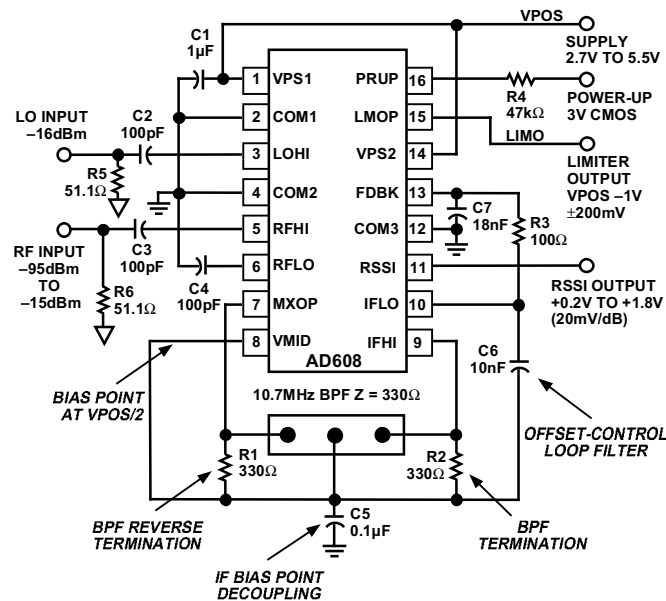 VPOS
SUPPLY
2.7V TO 5.5V
C1
1µF
1 VPS1
PRUP 16
R4
47kΩ
POWER-UP
3V CMOS
LO INPUT
–16dBm
C2
100pF
2 COM1
LMOP 15
LIMO
3 LOHI
VPS2 14
LIMITER
OUTPUT
VPOS –1V
±200mV
R5
51.1Ω
4 COM2
FDBK 13
C7
18nF
R3
100Ω
RF INPUT
–95dBm
TO
–15dBm
C3
100pF
5 RFHI
COM3 12
6 RFLO
RSSI 11
RSSI OUTPUT
+0.2V TO +1.8V
(20mV/dB)
R6
51.1Ω
C4
100pF
7 MXOP
IFLO 10
8 VMID
IFHI 9
AD608
C6
10nF
BIAS POINT
AT VPOS/2
10.7MHz BPF Z = 330Ω
OFFSET-CONTROL
LOOP FILTER
R1
330Ω
R2
330Ω
BPF REVERSE
TERMINATION
C5
0.1µF
BPF
TERMINATION
IF BIAS POINT
DECOUPLING